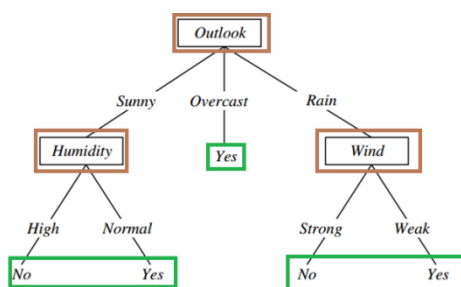 Outlook
Sunny Overcast Rain
Humidity Yes Wind
High Normal Strong Weak
No Yes No Yes